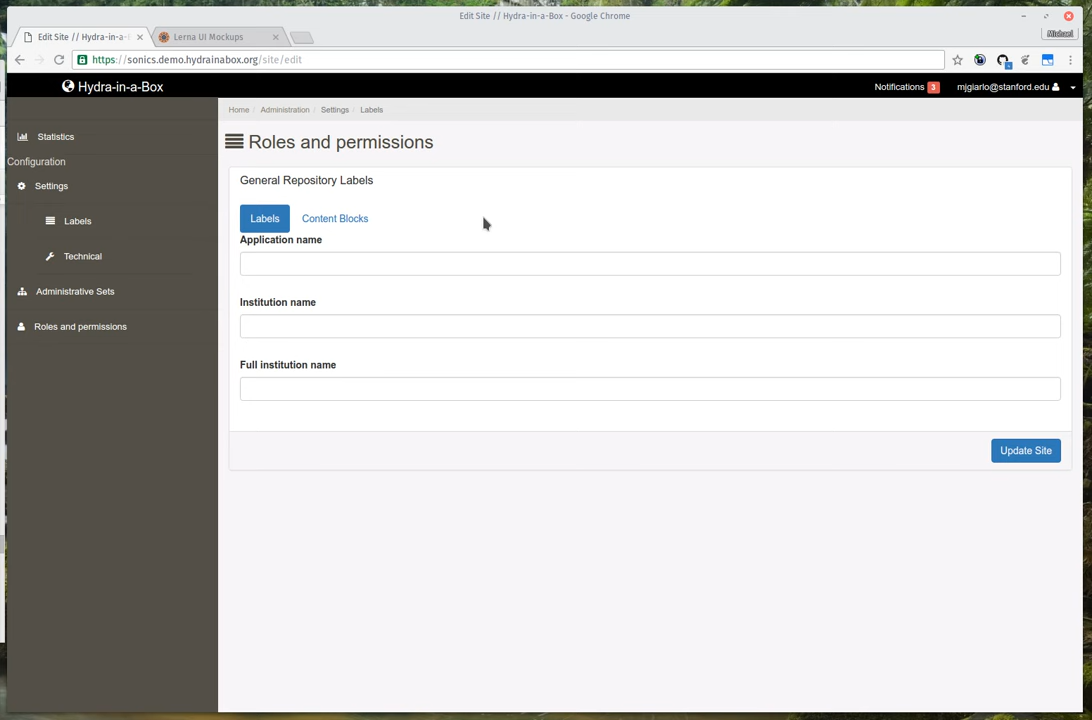 Edit Site // Hydra-in-a-Box - Google Chrome
Edit Site // Hydra-in-a-
Lerna UI Mockups
Michael
https://sonics.demo.hydrainabox.org/site/edit
Hydra-in-a-Box
Notifications 3
mjgiarlo@stanford.edu
Home / Administration / Settings / Labels
Statistics
Configuration
Settings
Labels
Technical
Administrative Sets
Roles and permissions
Roles and permissions
General Repository Labels
Labels
Content Blocks
Application name
Institution name
Full institution name
Update Site